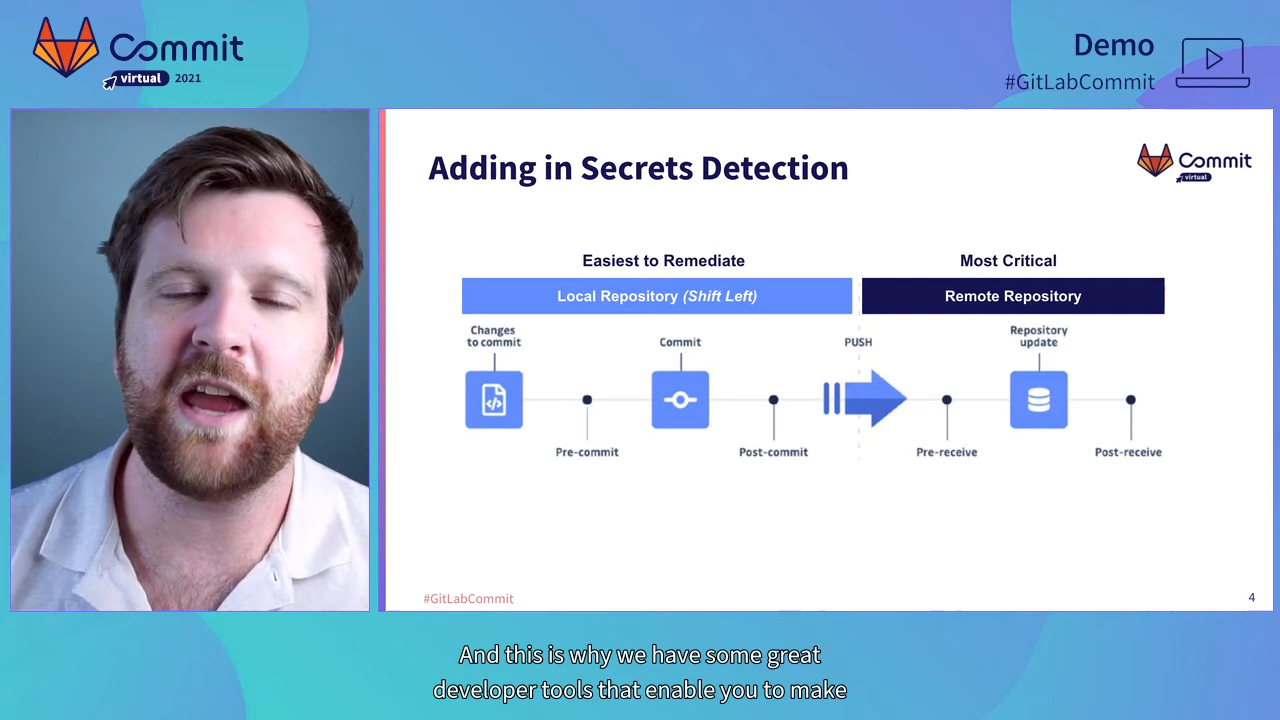 Commit
virtual 2021
Demo
#GitLabCommit
Adding in Secrets Detection
Commit
virtual
Easiest to Remediate
Most Critical
Local Repository (Shift Left)
Remote Repository
Changes
to commit
Commit
PUSH
Repository
update
Pre-commit
Post-commit
Pre-receive
Post-receive
#GitLabCommit
4
And this is why we have some great
developer tools that enable you to make